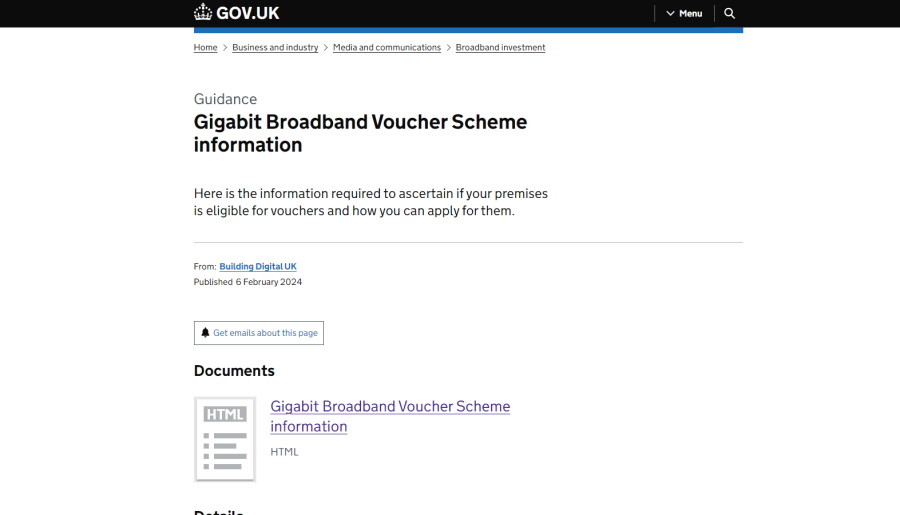 GOV.UK
Menu
Home > Business and industry > Media and communications > Broadband investment
Guidance
Gigabit Broadband Voucher Scheme
information
Here is the information required to ascertain if your premises
is eligible for vouchers and how you can apply for them.
From: Building Digital UK
Published 6 February 2024
Get emails about this page
Documents
HTML
Gigabit Broadband Voucher Scheme
information
HTML
Details